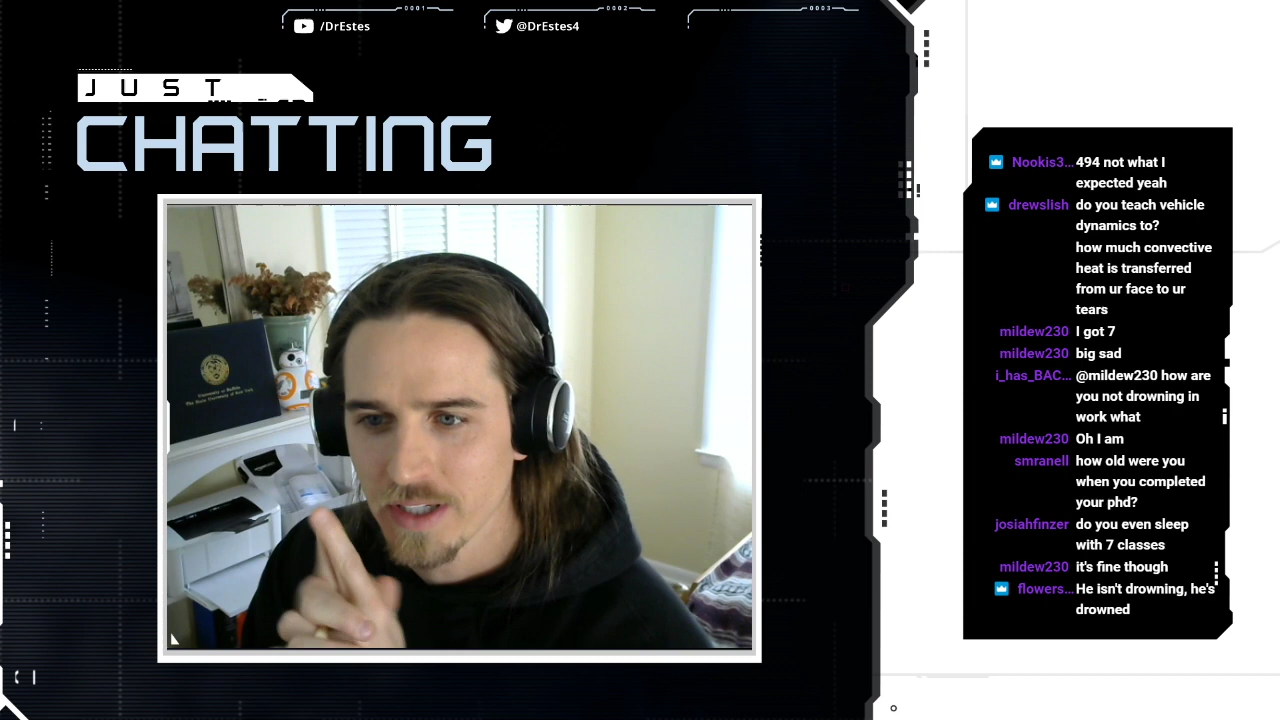 0001
0002
0003
/DrEstes
@DrEstes4
JUST
CHATTING
Nookis3... 494 not what I
expected yeah
drewslish do you teach vehicle
dynamics to?
how much convective
heat is transferred
from ur face to ur
tears
mildew230 I got 7
mildew230 big sad
i_has_BAC... @mildew230 how are
you not drowning in
work what
mildew230 Oh I am
smranell how old were you
when you completed
your phd?
josiahfinzer do you even sleep
with 7 classes
mildew230 it's fine though
flowers... He isn't drowning, he's
drowned